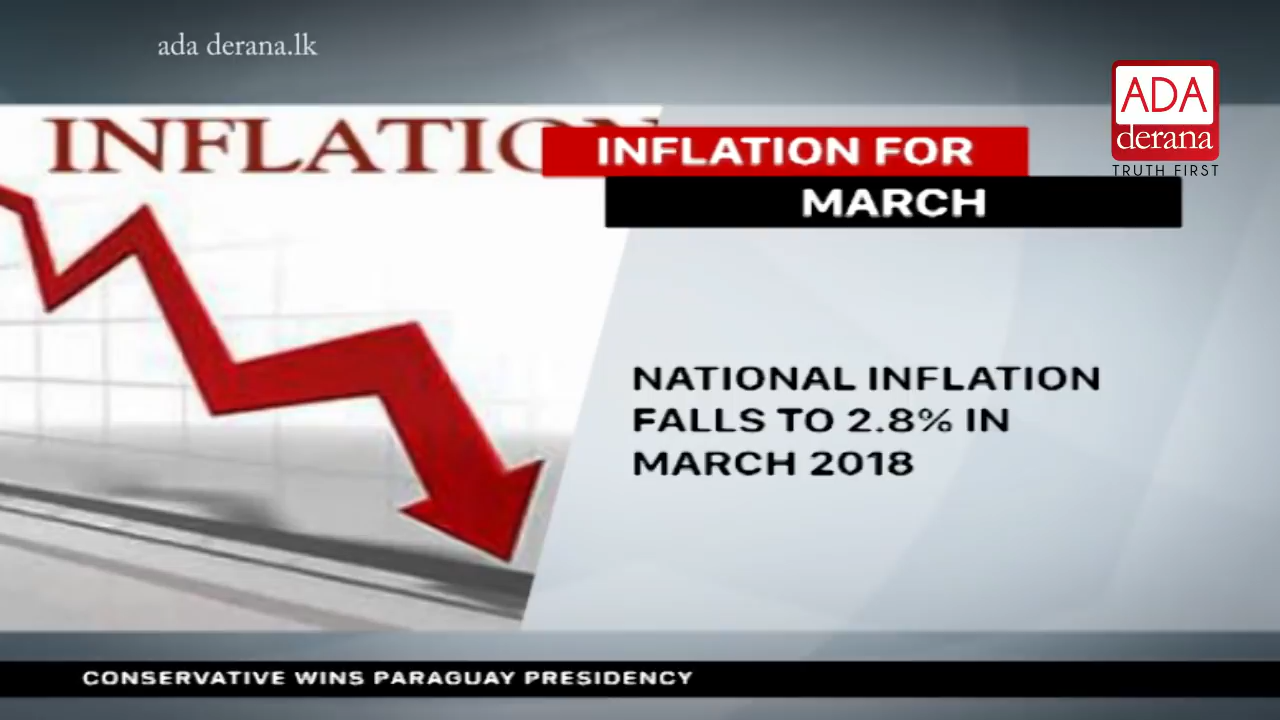 ada derana.lk
ADA
derana
TRUTH FIRST
INFLATIO
INFLATION FOR
MARCH
NATIONAL INFLATION
FALLS TO 2.8% IN
MARCH 2018
CONSERVATIVE WINS PARAGUAY PRESIDENCY